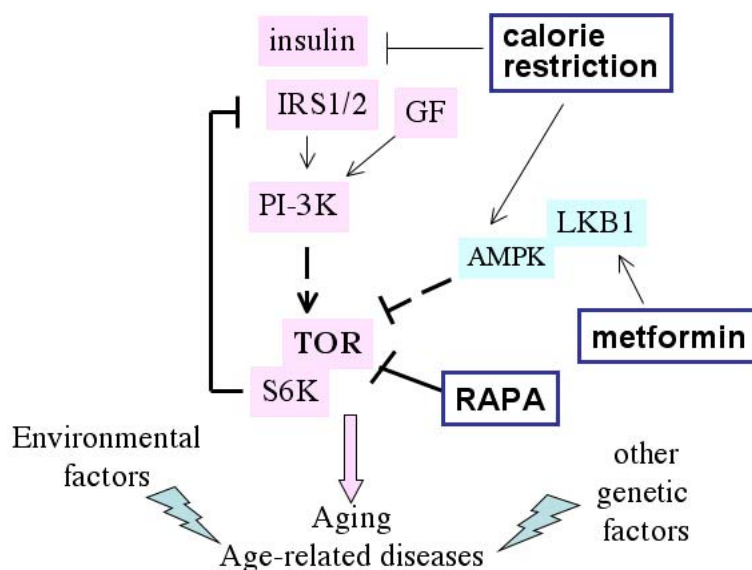 insulin
calorie
restriction
IRS1/2
GF
PI-3K
LKB1
AMPK
metformin
TOR
S6K
RAPA
Environmental
factors
other
genetic
factors
Aging
Age-related diseases